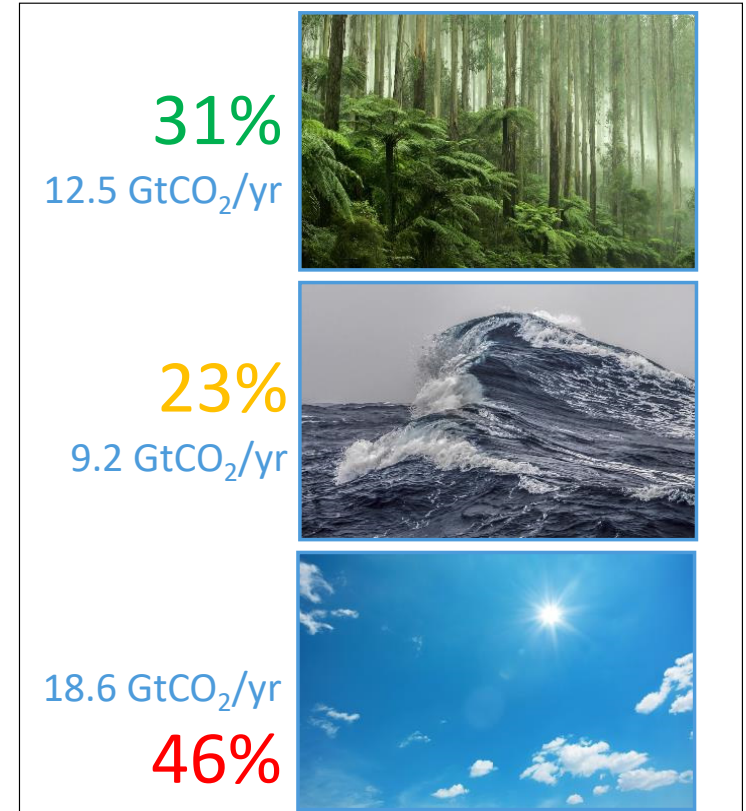 31%
12.5 GtCO₂/yr
23%
9.2 GtCO₂/yr
18.6 GtCO₂/yr
46%